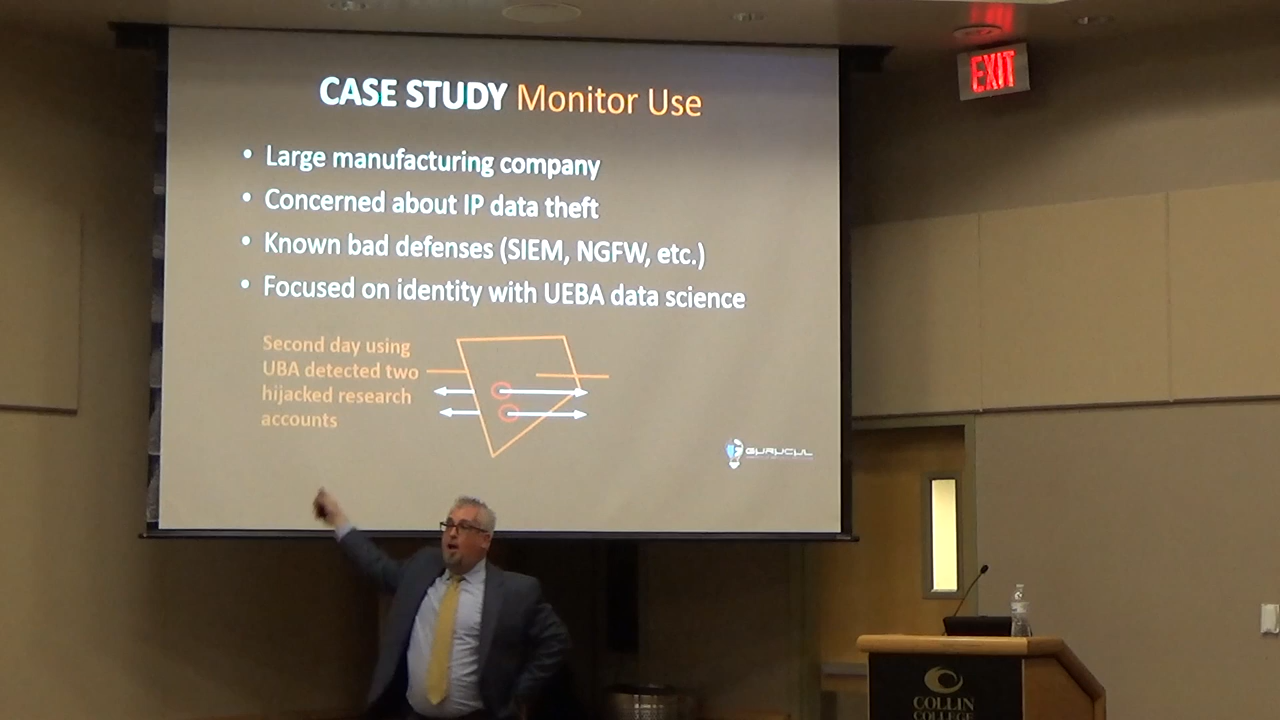 CASE STUDY Monitor Use
• Large manufacturing company
• Concerned about IP data theft
• Known bad defenses (SIEM, NGFW, etc.)
• Focused on identity with UEBA data science
Second day using
UBA detected two
hijacked research
accounts
GURUCUL
EXIT
COLLIN
COLLEGE